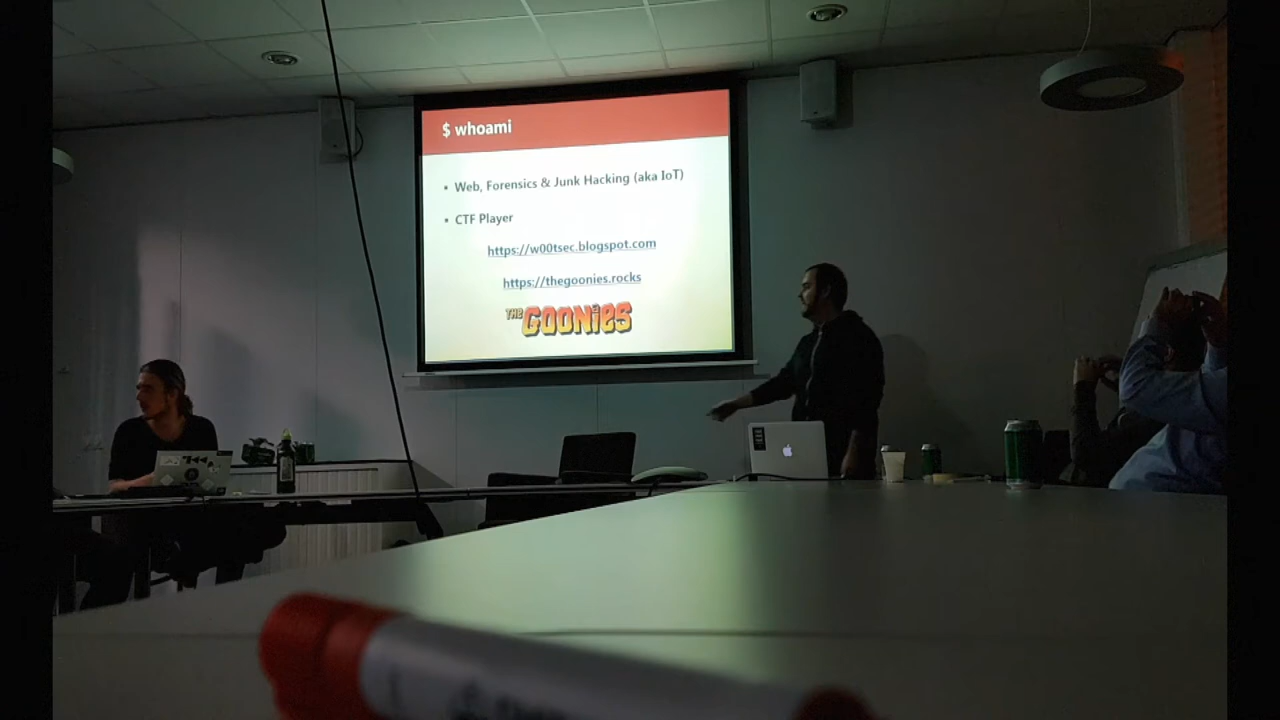 $ whoami
• Web, Forensics & Junk Hacking (aka IoT)
• CTF Player
https://w00tsec.blogspot.com
https://thegoonies.rocks
THE GOONIES